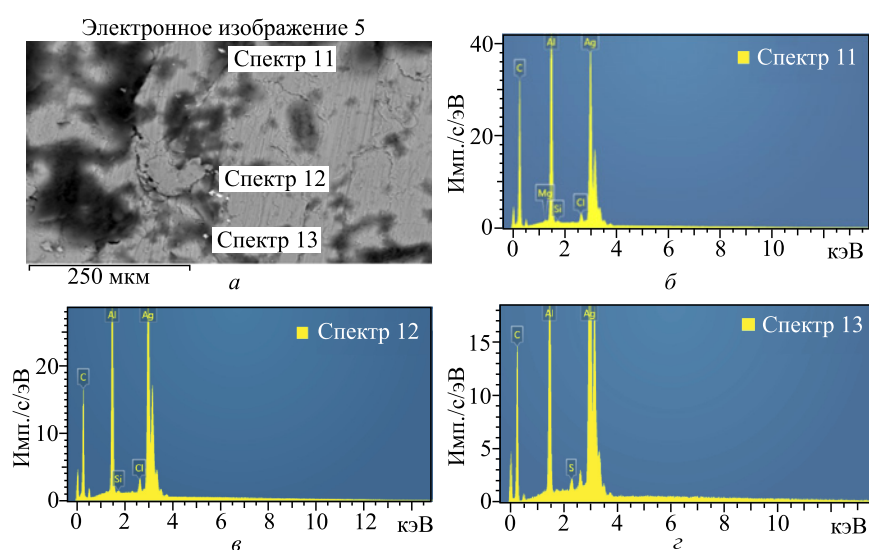 Электронное изображение 5
Спектр 11
Спектр 12
Спектр 13
250 мкм
а
Имп./с/эВ
40
20
0
C
Al
Ag
Mg
Si
Cl
Спектр 11
0 2 4 6 8 10 кэВ
б
Имп./с/эВ
20
10
0
C
Al
Ag
Si
Cl
Спектр 12
0 2 4 6 8 10 12 кэВ
в
Имп./с/эВ
15
10
5
0
C
Al
Ag
S
Спектр 13
0 2 4 6 8 10 12 кэВ
г